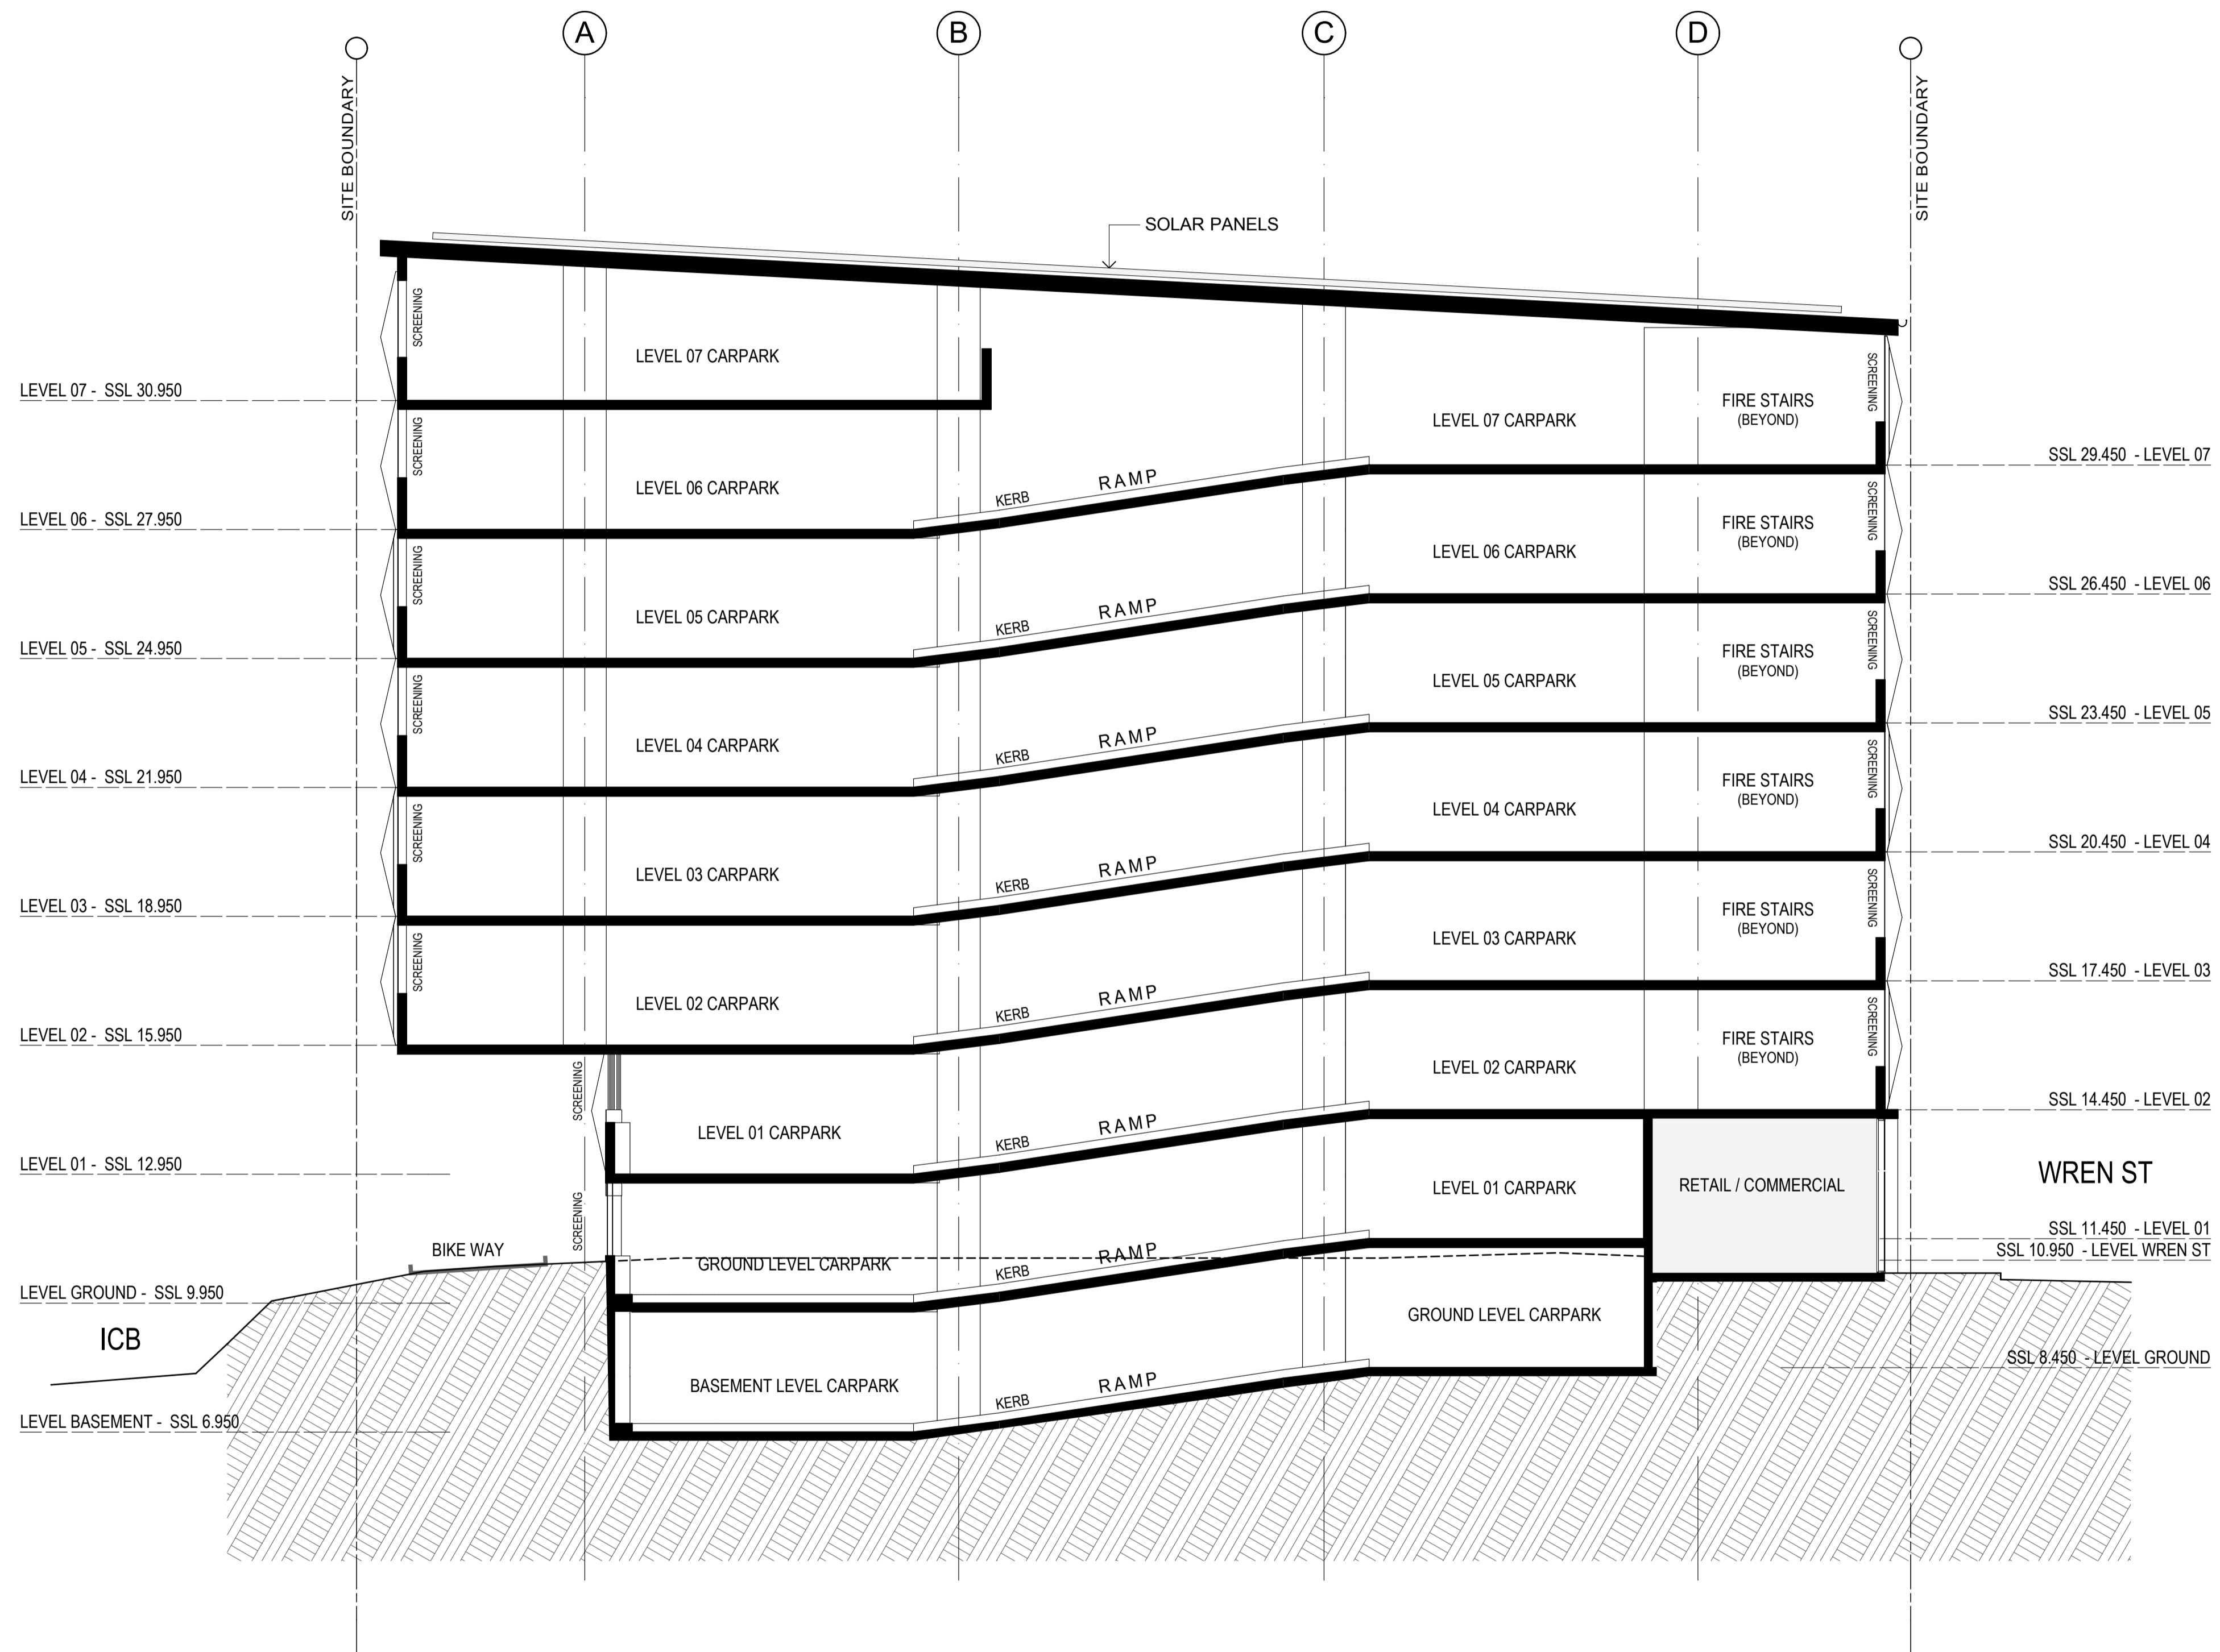 A
B
C
D
SITE BOUNDARY
SITE BOUNDARY
SOLAR PANELS
SCREENING
LEVEL 07 CARPARK
LEVEL 07 - SSL 30.950
LEVEL 07 CARPARK
FIRE STAIRS
(BEYOND)
SCREENING
SSL 29.450 - LEVEL 07
SCREENING
LEVEL 06 CARPARK
KERB
RAMP
LEVEL 06 - SSL 27.950
LEVEL 06 CARPARK
FIRE STAIRS
(BEYOND)
SCREENING
SSL 26.450 - LEVEL 06
SCREENING
LEVEL 05 CARPARK
KERB
RAMP
LEVEL 05 - SSL 24.950
LEVEL 05 CARPARK
FIRE STAIRS
(BEYOND)
SCREENING
SSL 23.450 - LEVEL 05
SCREENING
LEVEL 04 CARPARK
KERB
RAMP
LEVEL 04 - SSL 21.950
LEVEL 04 CARPARK
FIRE STAIRS
(BEYOND)
SCREENING
SSL 20.450 - LEVEL 04
SCREENING
LEVEL 03 CARPARK
KERB
RAMP
LEVEL 03 - SSL 18.950
LEVEL 03 CARPARK
FIRE STAIRS
(BEYOND)
SCREENING
SSL 17.450 - LEVEL 03
SCREENING
LEVEL 02 CARPARK
KERB
RAMP
LEVEL 02 - SSL 15.950
LEVEL 02 CARPARK
FIRE STAIRS
(BEYOND)
SCREENING
SSL 14.450 - LEVEL 02
SCREENING
LEVEL 01 CARPARK
KERB
RAMP
LEVEL 01 - SSL 12.950
LEVEL 01 CARPARK
RETAIL / COMMERCIAL
WREN ST
SSL 11.450 - LEVEL 01
SSL 10.950 - LEVEL WREN ST
SCREENING
BIKE WAY
GROUND LEVEL CARPARK
KERB
RAMP
LEVEL GROUND - SSL 9.950
GROUND LEVEL CARPARK
ICB
SSL 8.450 - LEVEL GROUND
BASEMENT LEVEL CARPARK
KERB
RAMP
LEVEL BASEMENT - SSL 6.950